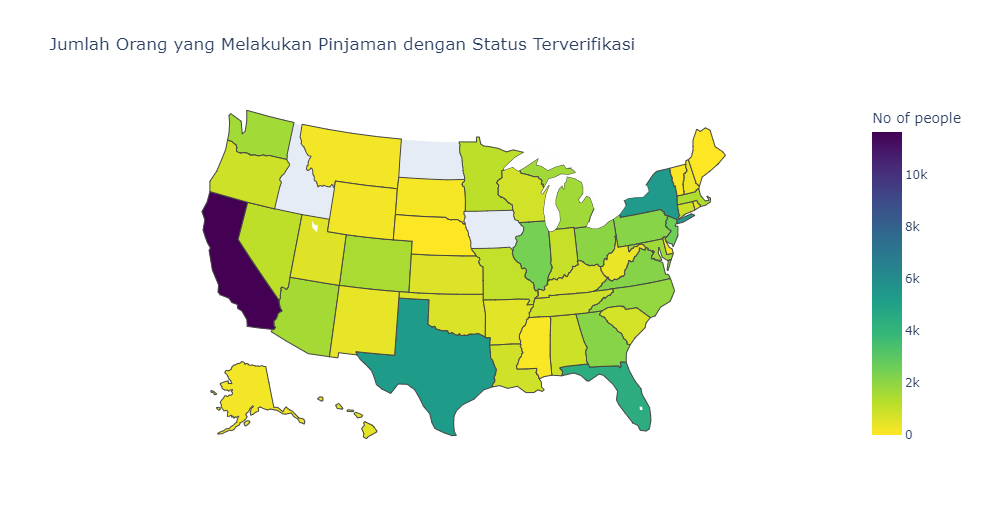 Jumlah Orang yang Melakukan Pinjaman dengan Status Terverifikasi
No of people
10k
8k
6k
4k
2k
0